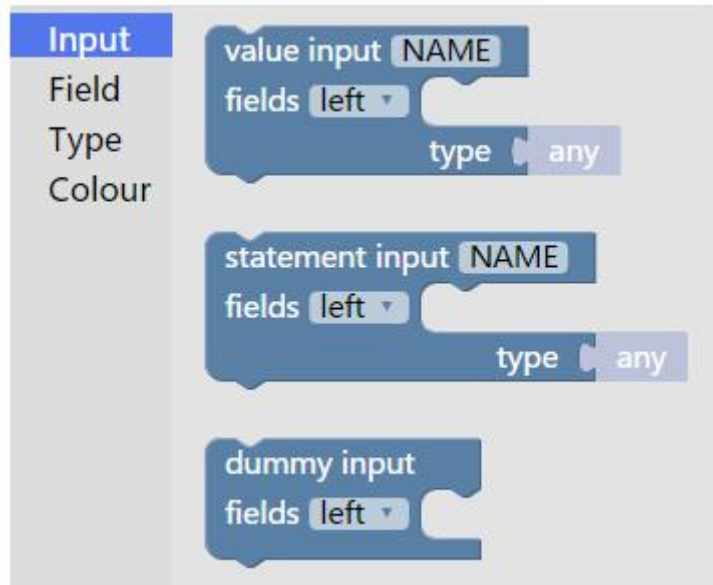 Input
Field
Type
Colour
value input NAME
fields left
type any
statement input NAME
fields left
type any
dummy input
fields left